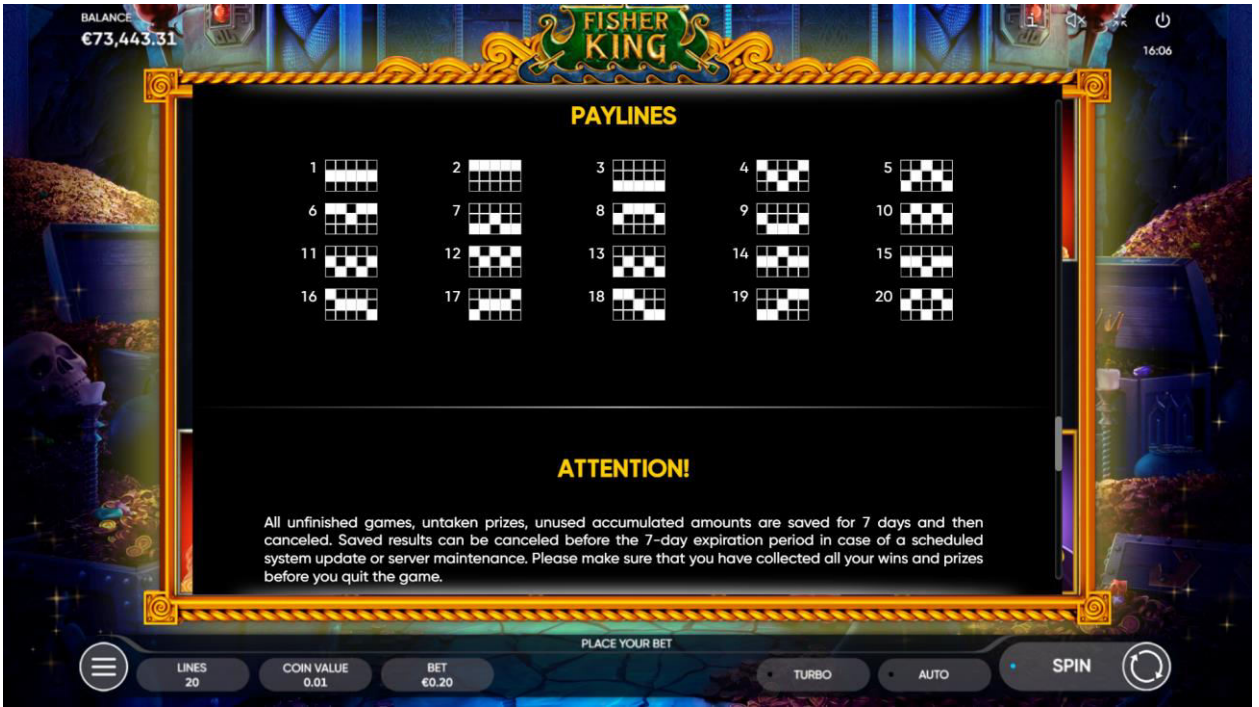 BALANCE
€73,443.31
FISHER
KING
i
16:06
PAYLINES
1 2 3 4 5
6 7 8 9 10
11 12 13 14 15
16 17 18 19 20
ATTENTION!
All unfinished games, untaken prizes, unused accumulated amounts are saved for 7 days and then
canceled. Saved results can be canceled before the 7-day expiration period in case of a scheduled
system update or server maintenance. Please make sure that you have collected all your wins and prizes
before you quit the game.
PLACE YOUR BET
LINES
20
COIN VALUE
0.01
BET
€0.20
TURBO
AUTO
SPIN